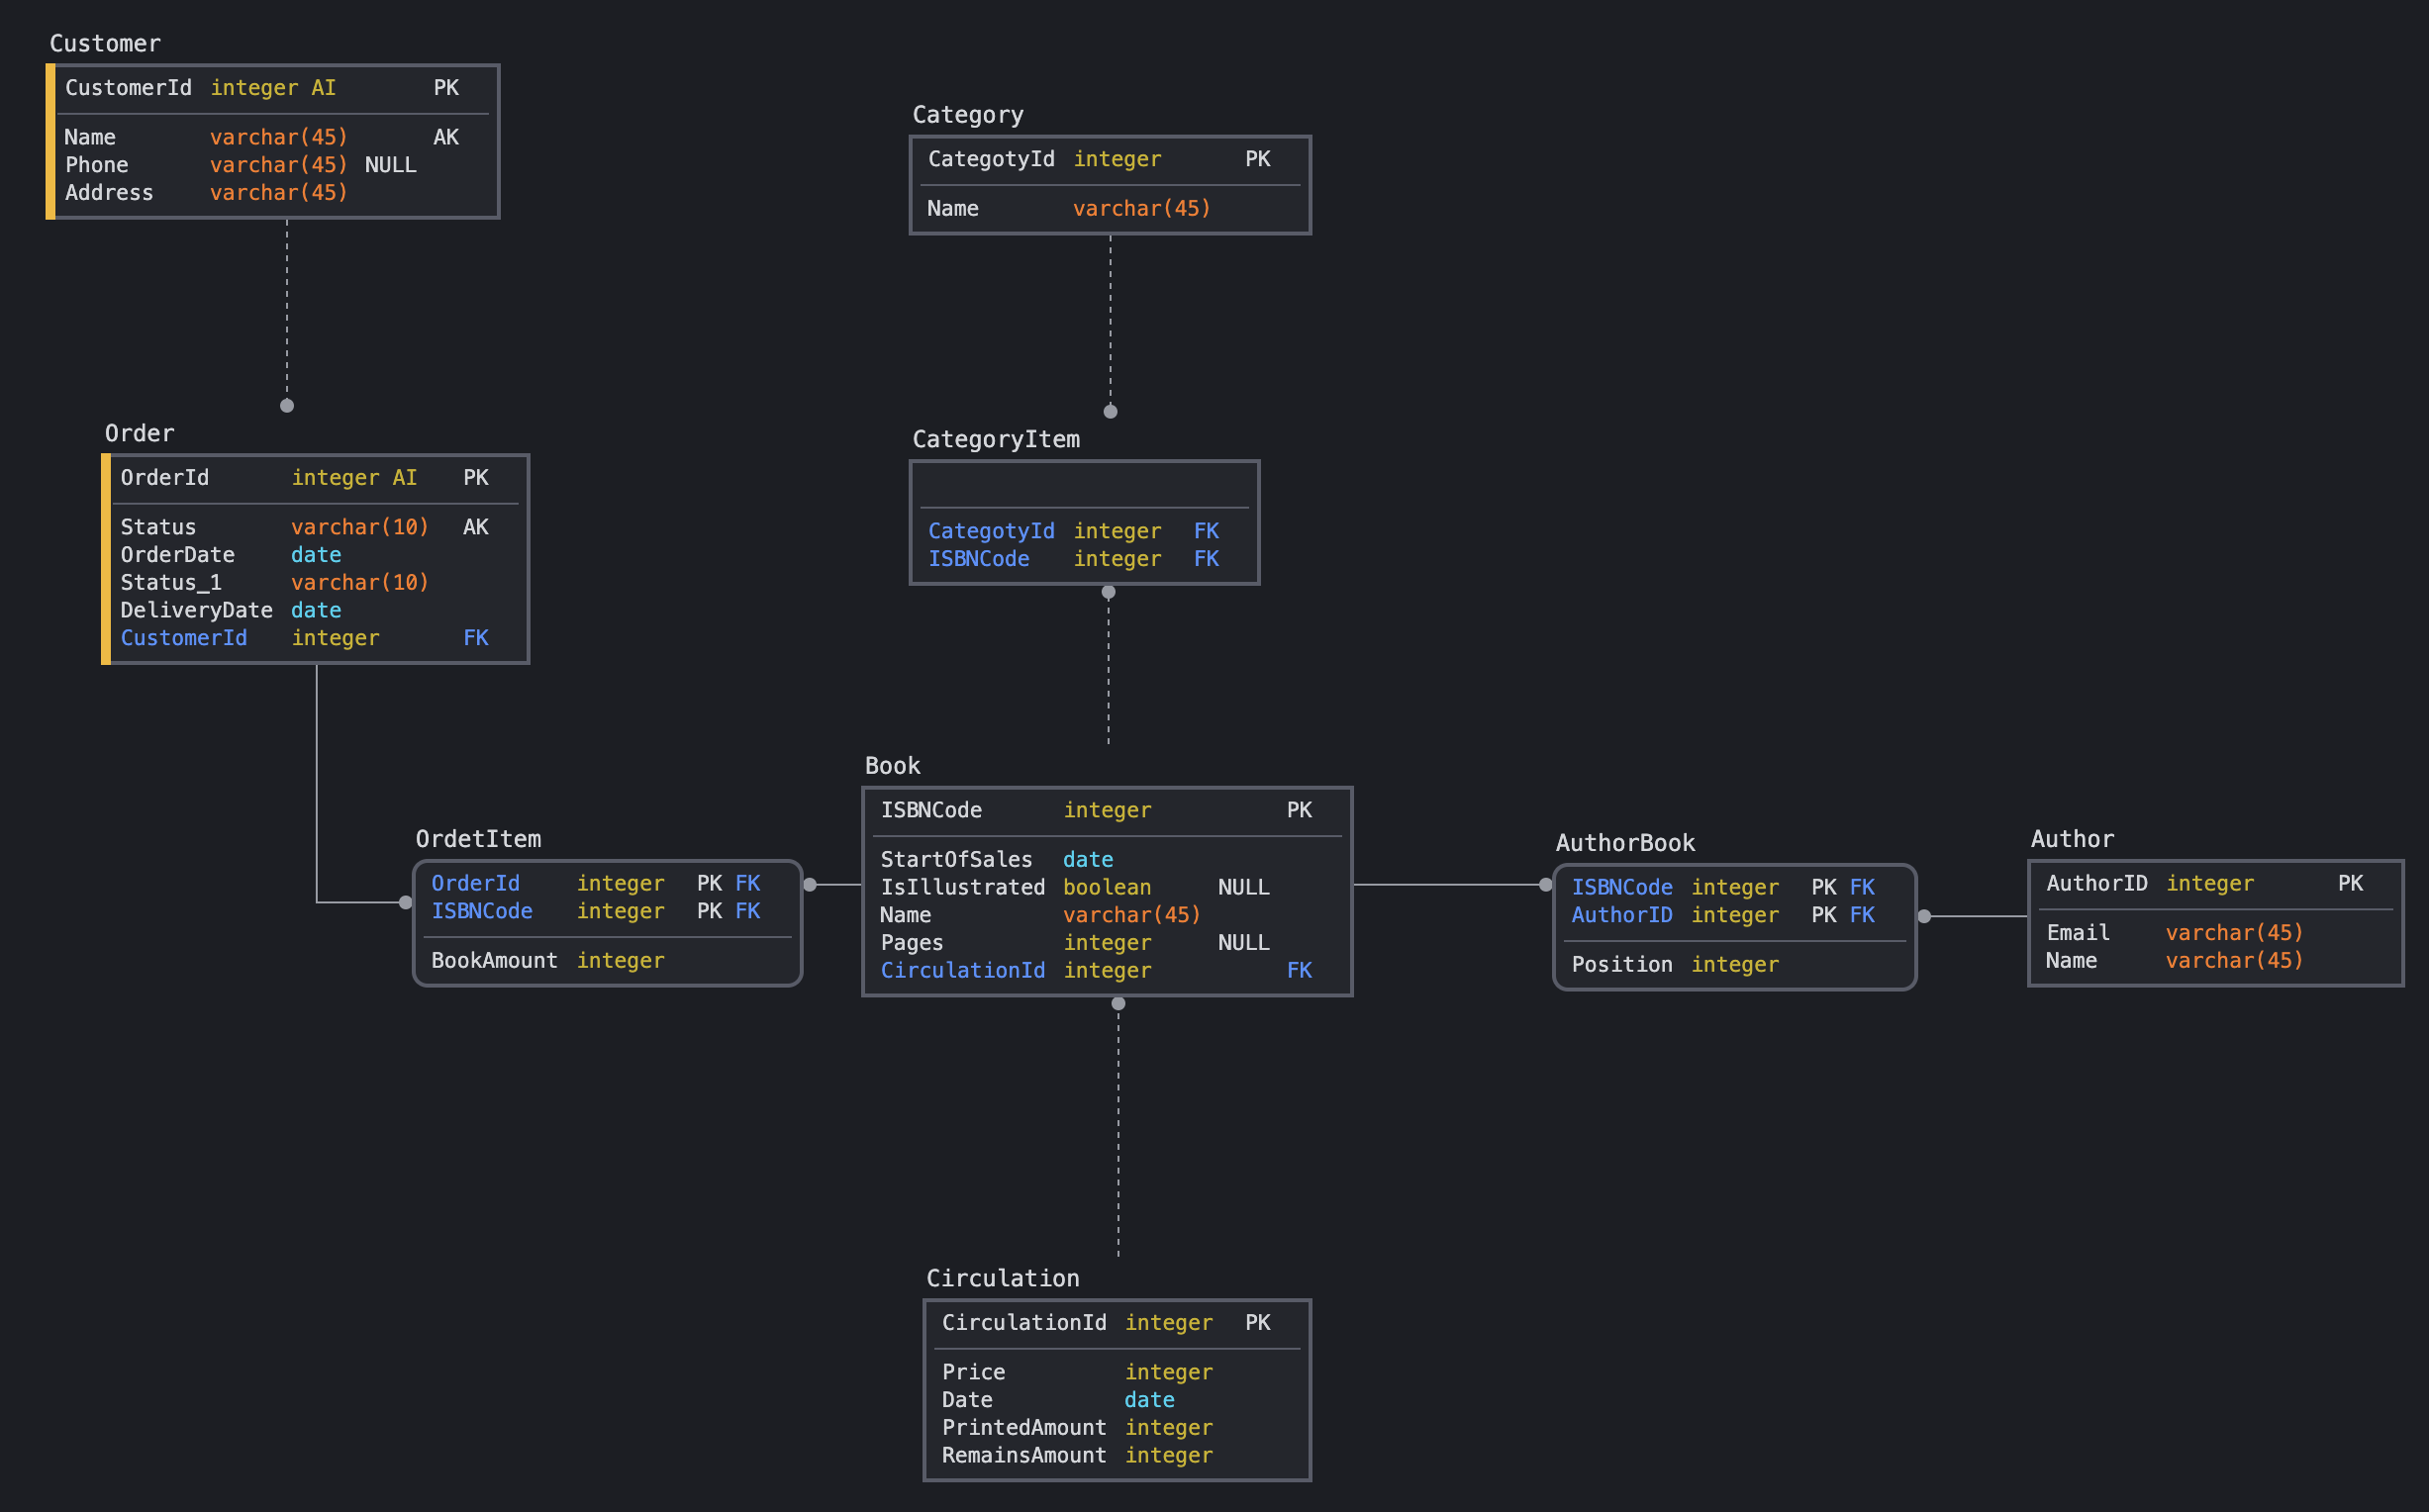 Customer
CustomerId integer AI PK
Name varchar(45) AK
Phone varchar(45) NULL
Address varchar(45)
Category
CategotyId integer PK
Name varchar(45)
Order
OrderId integer AI PK
Status varchar(10) AK
OrderDate date
Status_1 varchar(10)
DeliveryDate date
CustomerId integer FK
CategoryItem
CategotyId integer FK
ISBNCode integer FK
OrdetItem
OrderId integer PK FK
ISBNCode integer PK FK
BookAmount integer
Book
ISBNCode integer PK
StartOfSales date
IsIllustrated boolean NULL
Name varchar(45)
Pages integer NULL
CirculationId integer FK
AuthorBook
ISBNCode integer PK FK
AuthorID integer PK FK
Position integer
Author
AuthorID integer PK
Email varchar(45)
Name varchar(45)
Circulation
CirculationId integer PK
Price integer
Date date
PrintedAmount integer
RemainsAmount integer